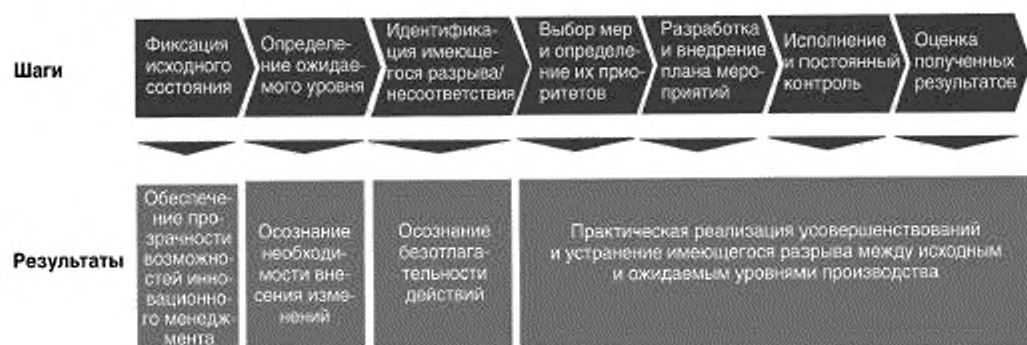 Шаги
Фиксация
исходного
состояния
Определе-
ние ожидае-
мого уровня
Идентифика-
ция имеюще-
гося разрыва/
несоответствия
Выбор мер
и определе-
ние их прио-
ритетов
Разработка
и внедрение
плана меро-
приятий
Исполнение
и постоянный
контроль
Оценка
полученных
результатов
Результаты
Обеспече-
ние про-
зрачности
возможно-
стей инно-
вационно-
го менедж-
мента
Осознание
необходи-
мости вне-
сения изме-
нений
Осознание
безотлага-
тельности
действий
Практическая реализация усовершенствований
и устранение имеющегося разрыва между исходным
и ожидаемым уровнями производства